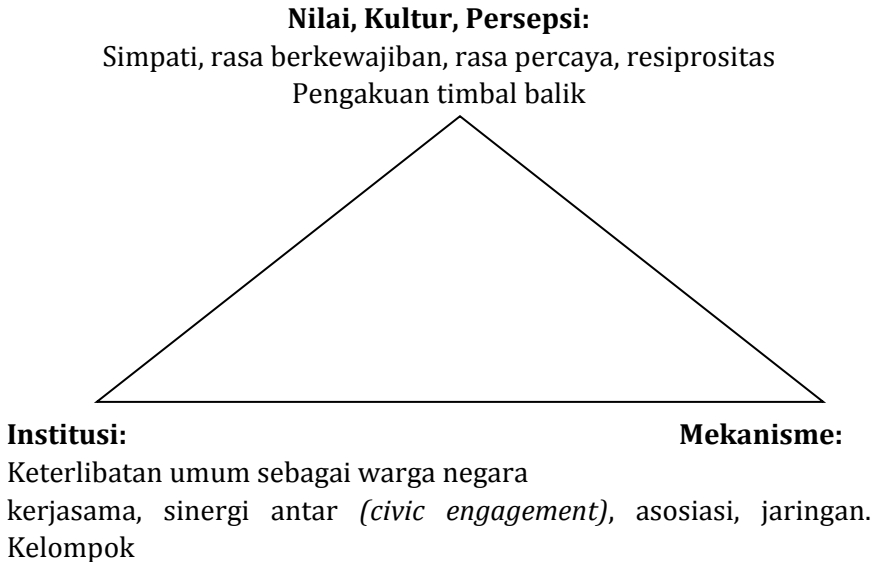 Nilai, Kultur, Persepsi:
Simpati, rasa berkewajiban, rasa percaya, resiprositas
Pengakuan timbal balik
Institusi: Mekanisme:
Keterlibatan umum sebagai warga negara
kerjasama, sinergi antar (civic engagement), asosiasi, jaringan.
Kelompok